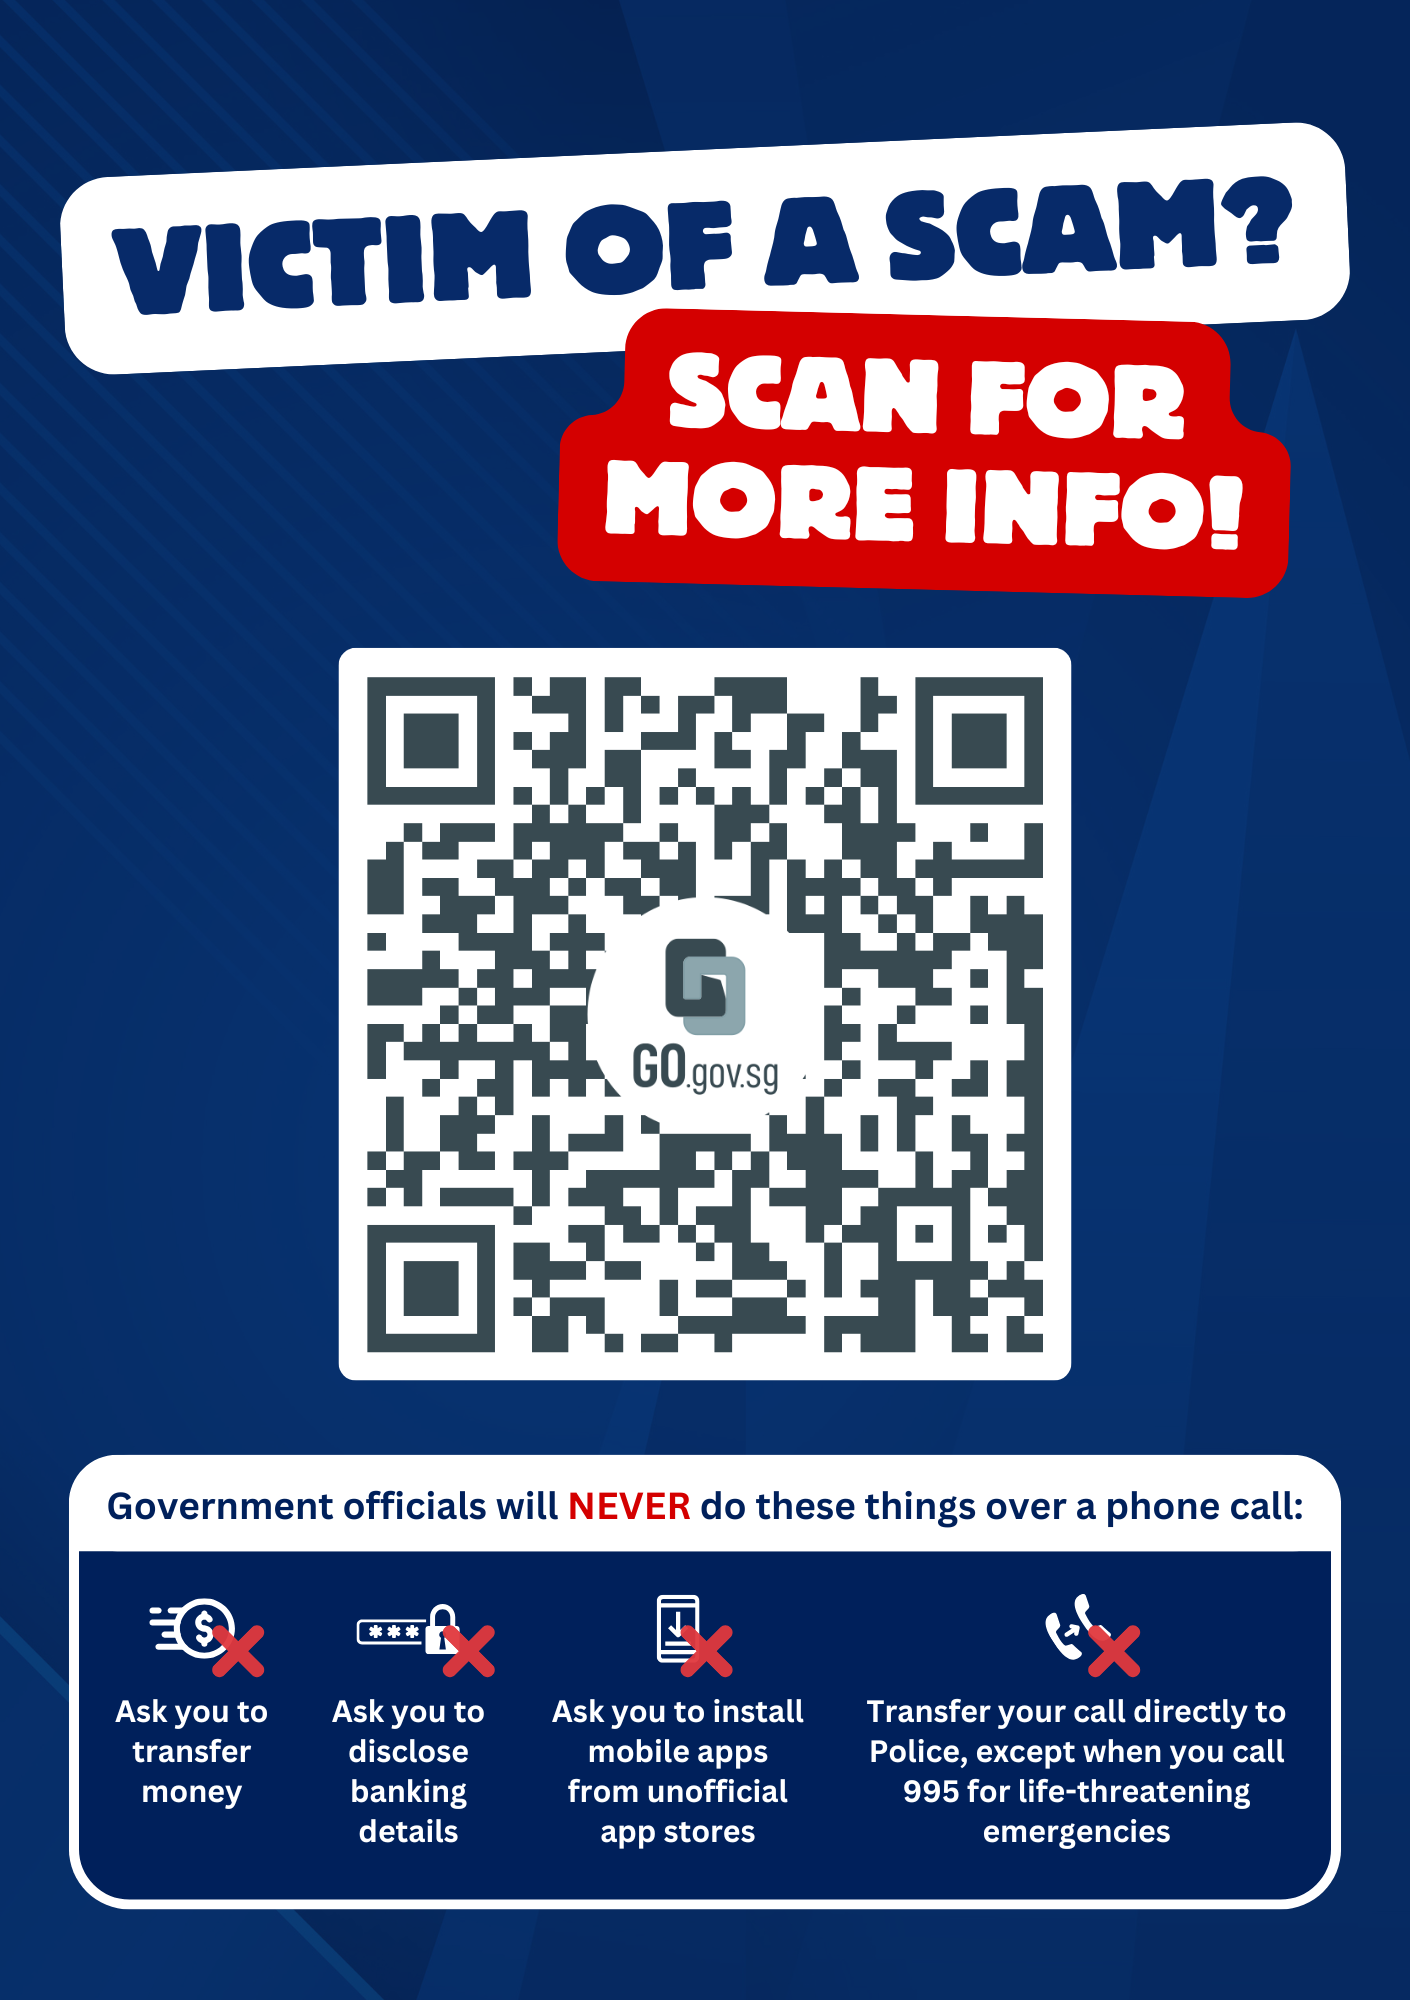 VICTIM OF A SCAM?
SCAN FOR
MORE INFO!
GO.gov.sg
Government officials will NEVER do these things over a phone call:
***
Ask you to
transfer
money
Ask you to
disclose
banking
details
Ask you to install
mobile apps
from unofficial
app stores
Transfer your call directly to
Police, except when you call
995 for life-threatening
emergencies